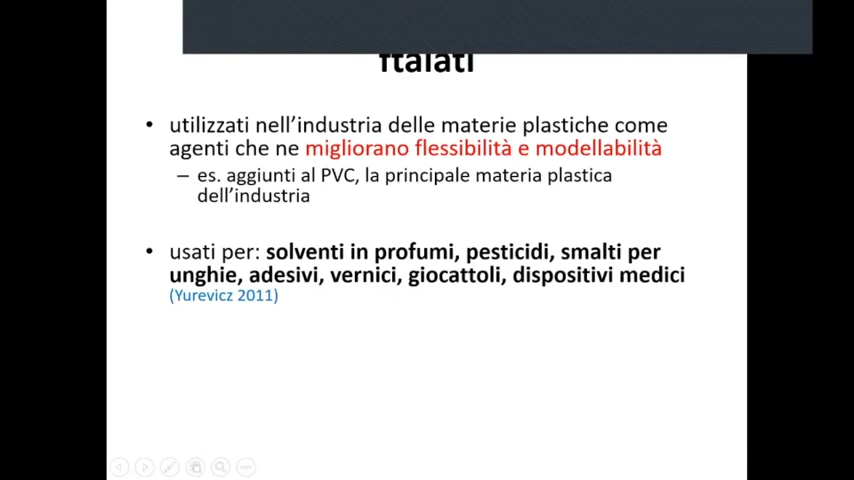 ftalati
• utilizzati nell'industria delle materie plastiche come
agenti che ne migliorano flessibilità e modellabilità
– es. aggiunti al PVC, la principale materia plastica
dell'industria
• usati per: solventi in profumi, pesticidi, smalti per
unghie, adesivi, vernici, giocattoli, dispositivi medici
(Yurevicz 2011)